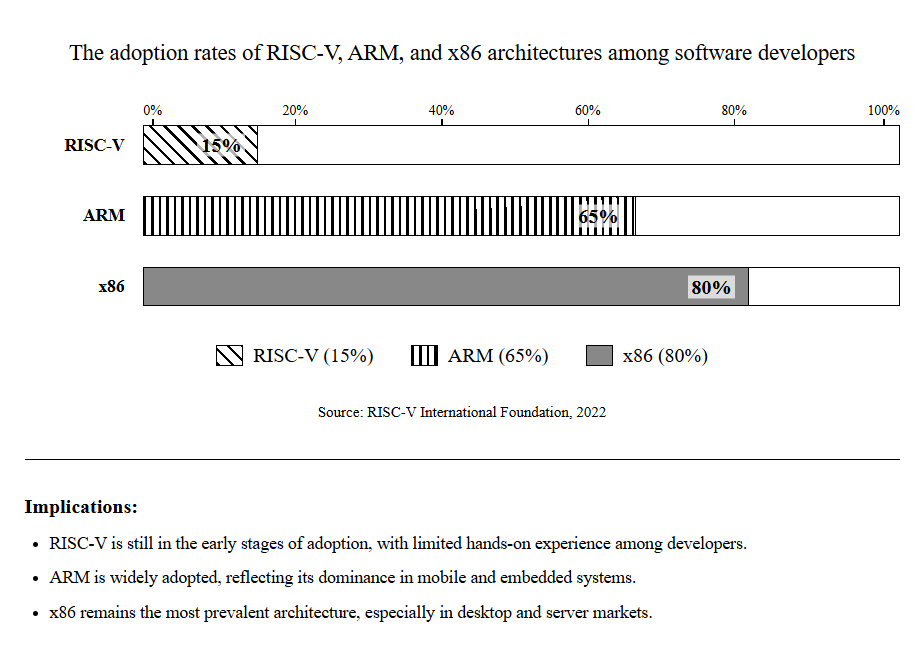 The adoption rates of RISC-V, ARM, and x86 architectures among software developers
0% 20% 40% 60% 80% 100%
RISC-V 15%
ARM 65%
x86 80%
RISC-V (15%) ARM (65%) x86 (80%)
Source: RISC-V International Foundation, 2022
Implications:
• RISC-V is still in the early stages of adoption, with limited hands-on experience among developers.
• ARM is widely adopted, reflecting its dominance in mobile and embedded systems.
• x86 remains the most prevalent architecture, especially in desktop and server markets.